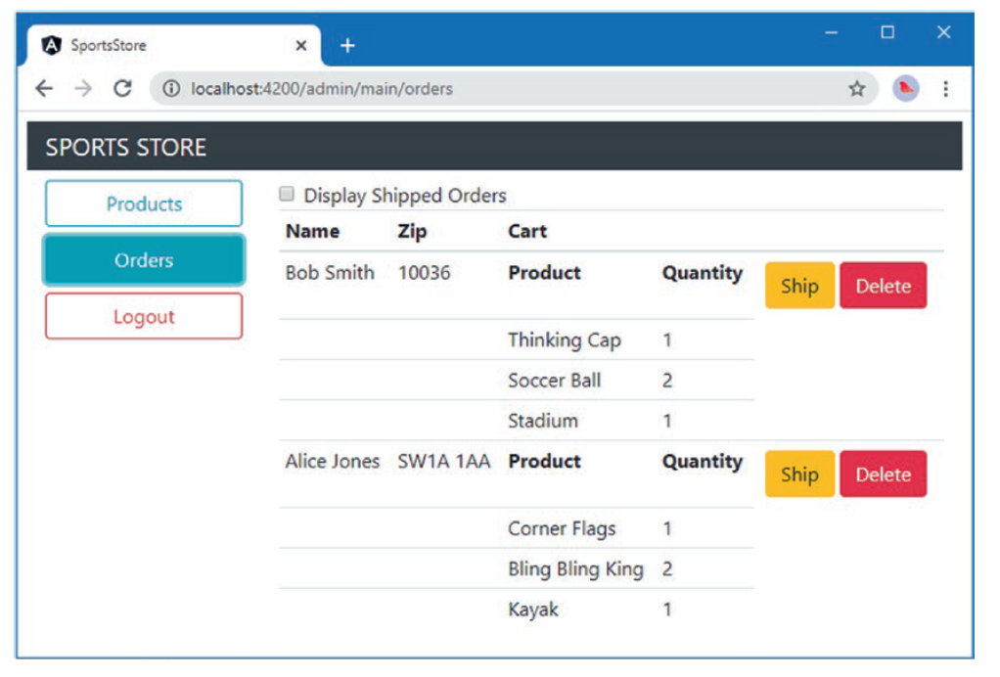 SportsStore
localhost:4200/admin/main/orders
SPORTS STORE
Products
Orders
Logout
Display Shipped Orders
Name Zip Cart
Bob Smith 10036 Product Quantity Ship Delete
Thinking Cap 1
Soccer Ball 2
Stadium 1
Alice Jones SW1A 1AA Product Quantity Ship Delete
Corner Flags 1
Bling Bling King 2
Kayak 1